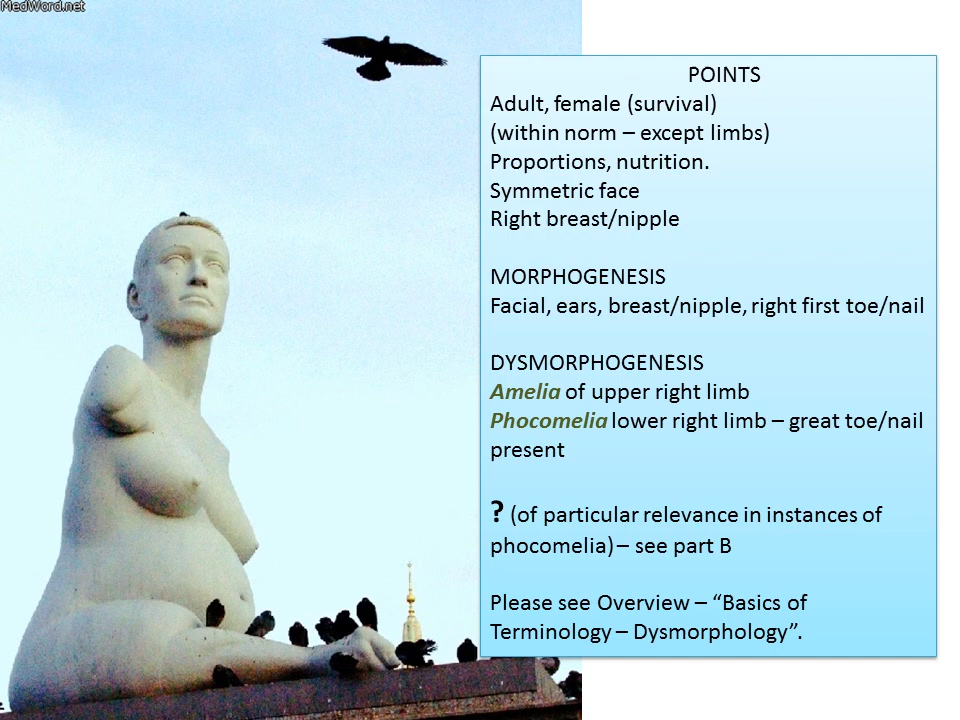 MedWord.net
POINTS
Adult, female (survival)
(within norm – except limbs)
Proportions, nutrition.
Symmetric face
Right breast/nipple
MORPHOGENESIS
Facial, ears, breast/nipple, right first toe/nail
DYSMORPHOGENESIS
Amelia of upper right limb
Phocomelia lower right limb – great toe/nail
present
? (of particular relevance in instances of
phocomelia) – see part B
Please see Overview – “Basics of
Terminology – Dysmorphology”.